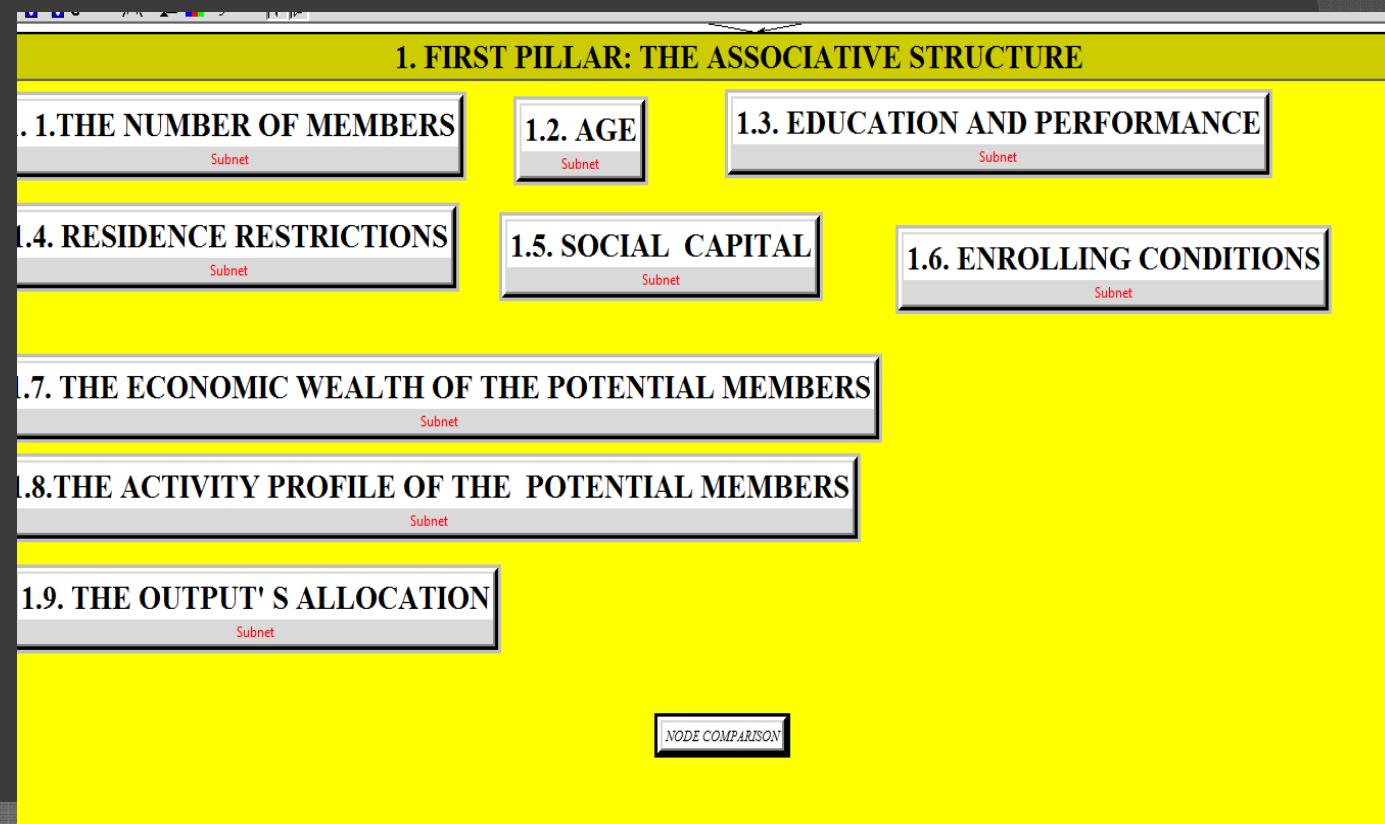 1. FIRST PILLAR: THE ASSOCIATIVE STRUCTURE
. 1.THE NUMBER OF MEMBERS
Subnet
1.2. AGE
Subnet
1.3. EDUCATION AND PERFORMANCE
Subnet
1.4. RESIDENCE RESTRICTIONS
Subnet
1.5. SOCIAL CAPITAL
Subnet
1.6. ENROLLING CONDITIONS
Subnet
1.7. THE ECONOMIC WEALTH OF THE POTENTIAL MEMBERS
Subnet
1.8.THE ACTIVITY PROFILE OF THE POTENTIAL MEMBERS
Subnet
1.9. THE OUTPUT' S ALLOCATION
Subnet
NODE COMPARISON